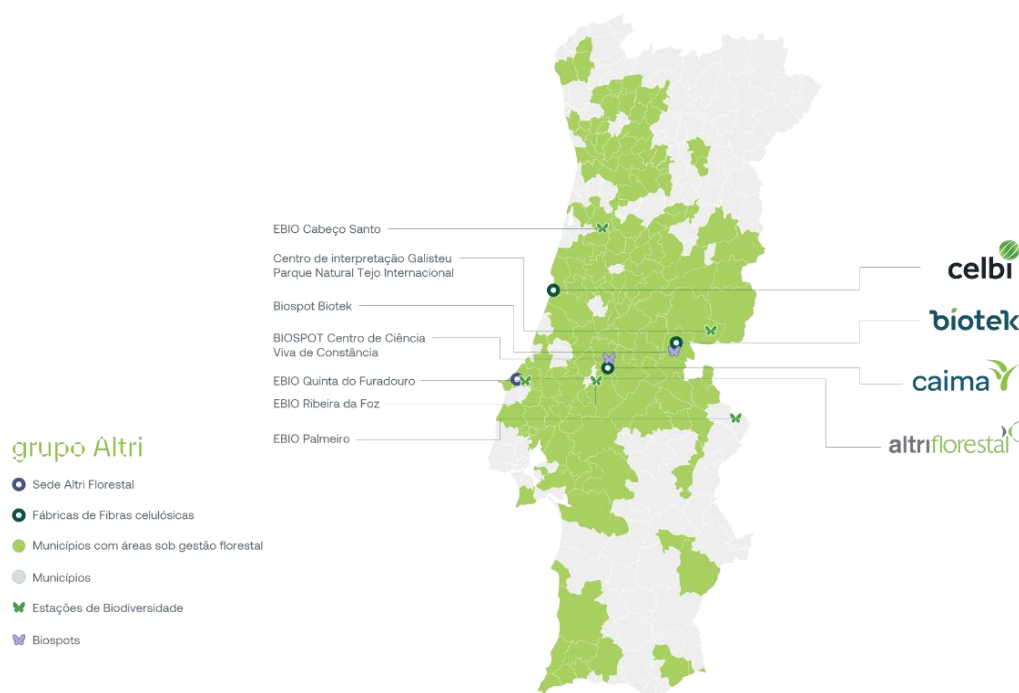 EBIO Cabeço Santo
Centro de interpretação Galisteu
Parque Natural Tejo Internacional
Biospot Biotek
BIOSPOT Centro de Ciência
Viva de Constância
EBIO Quinta do Furadouro
EBIO Ribeira da Foz
EBIO Palmeiro
celbi
biotek
caima
altriflorestal
grupo Altri
Sede Altri Florestal
Fábricas de Fibras celulósicas
Municípios com áreas sob gestão florestal
Municípios
Estações de Biodiversidade
Biospots